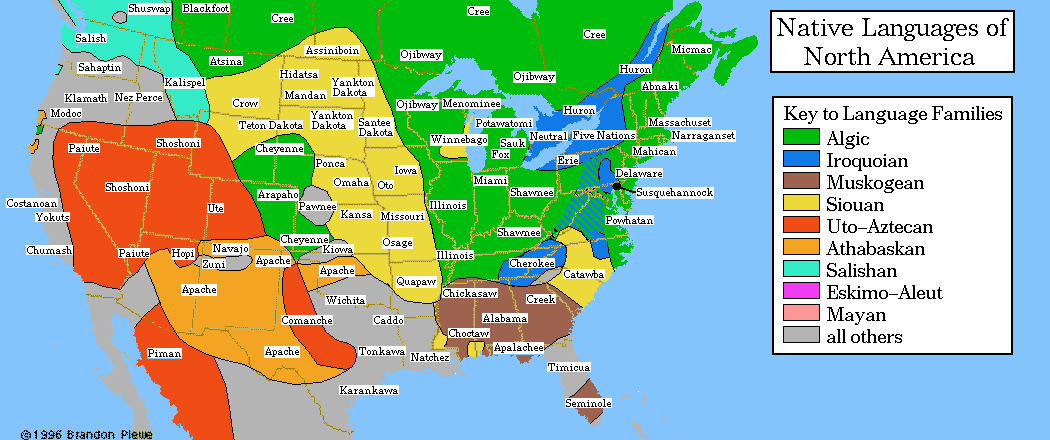 Native Languages of
North America
Key to Language Families
Algic
Iroquoian
Muskogean
Siouan
Uto-Aztecan
Athabaskan
Salishan
Eskimo-Aleut
Mayan
all others
Shuswap
Blackfoot
Cree
Cree
Cree
Salish
Assiniboin
Ojibway
Micmac
Atsina
Sahaptin
Hidatsa
Ojibway
Huron
Kalispel
Yankton
Dakota
Abnaki
Klamath
Nez Perce
Mandan
Crow
Ojibway
Menominee
Huron
Modoc
Teton Dakota
Yankton
Dakota
Santee
Dakota
Potawatomi
Massachuset
Winnebago
Sauk
Fox
Neutral
Five Nations
Narraganset
Paiute
Shoshoni
Cheyenne
Mahican
Ponca
Iowa
Erie
Delaware
Shoshoni
Omaha
Oto
Miami
Shawnee
Susquehannock
Arapaho
Pawnee
Costanoan
Yokuts
Ute
Kansa
Missouri
Illinois
Powhatan
Shawnee
Chumash
Paiute
Hopi
Navajo
Cheyenne
Kiowa
Osage
Illinois
Zuni
Apache
Apache
Cherokee
Catawba
Apache
Quapaw
Wichita
Chickasaw
Creek
Comanche
Caddo
Alabama
Choctaw
Piman
Apache
Tonkawa
Natchez
Apalachee
Timicua
Karankawa
Seminole
©1996 Brandon Plewe